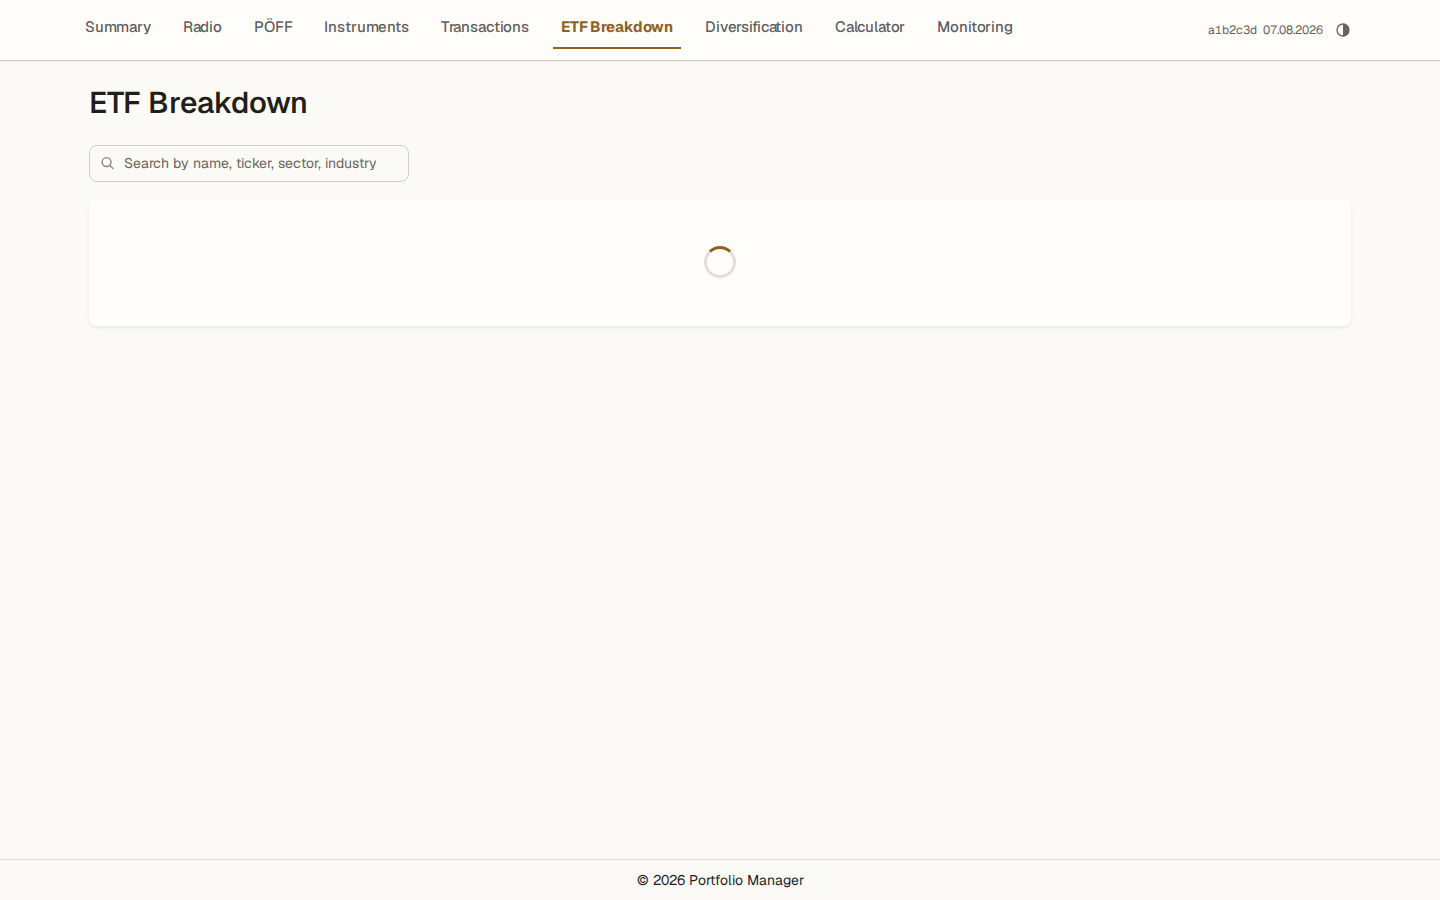 Summary Radio PÖFF Instruments Transactions ETF Breakdown Diversification Calculator Monitoring a1b2c3d 07.08.2026
ETF Breakdown
Search by name, ticker, sector, industry
© 2026 Portfolio Manager